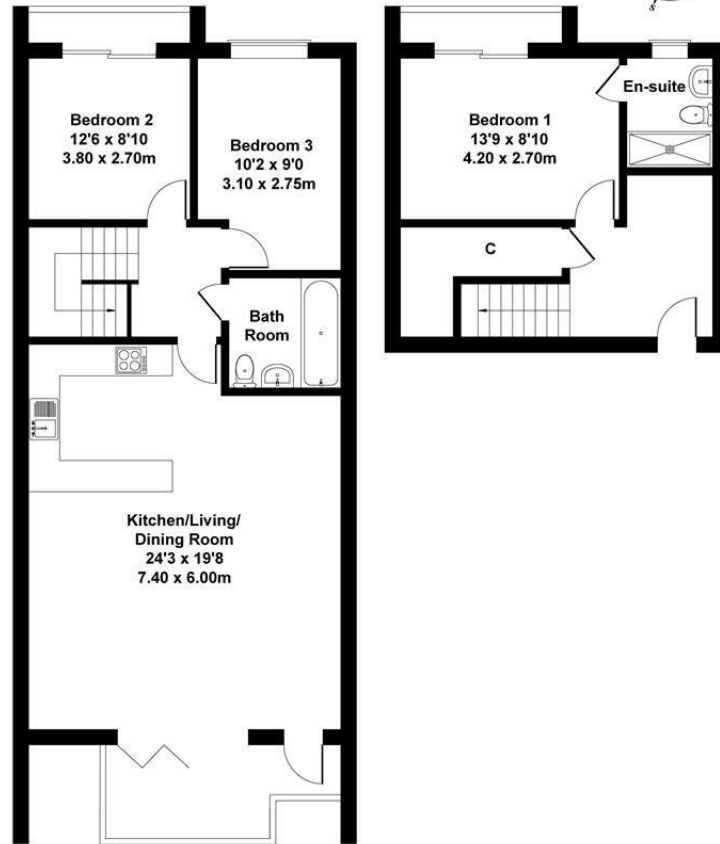 Bedroom 2
12'6 x 8'10
3.80 x 2.70m
Bedroom 3
10'2 x 9'0
3.10 x 2.75m
Bath
Room
Kitchen/Living/
Dining Room
24'3 x 19'8
7.40 x 6.00m
s
Bedroom 1
13'9 x 8'10
4.20 x 2.70m
En-suite
C